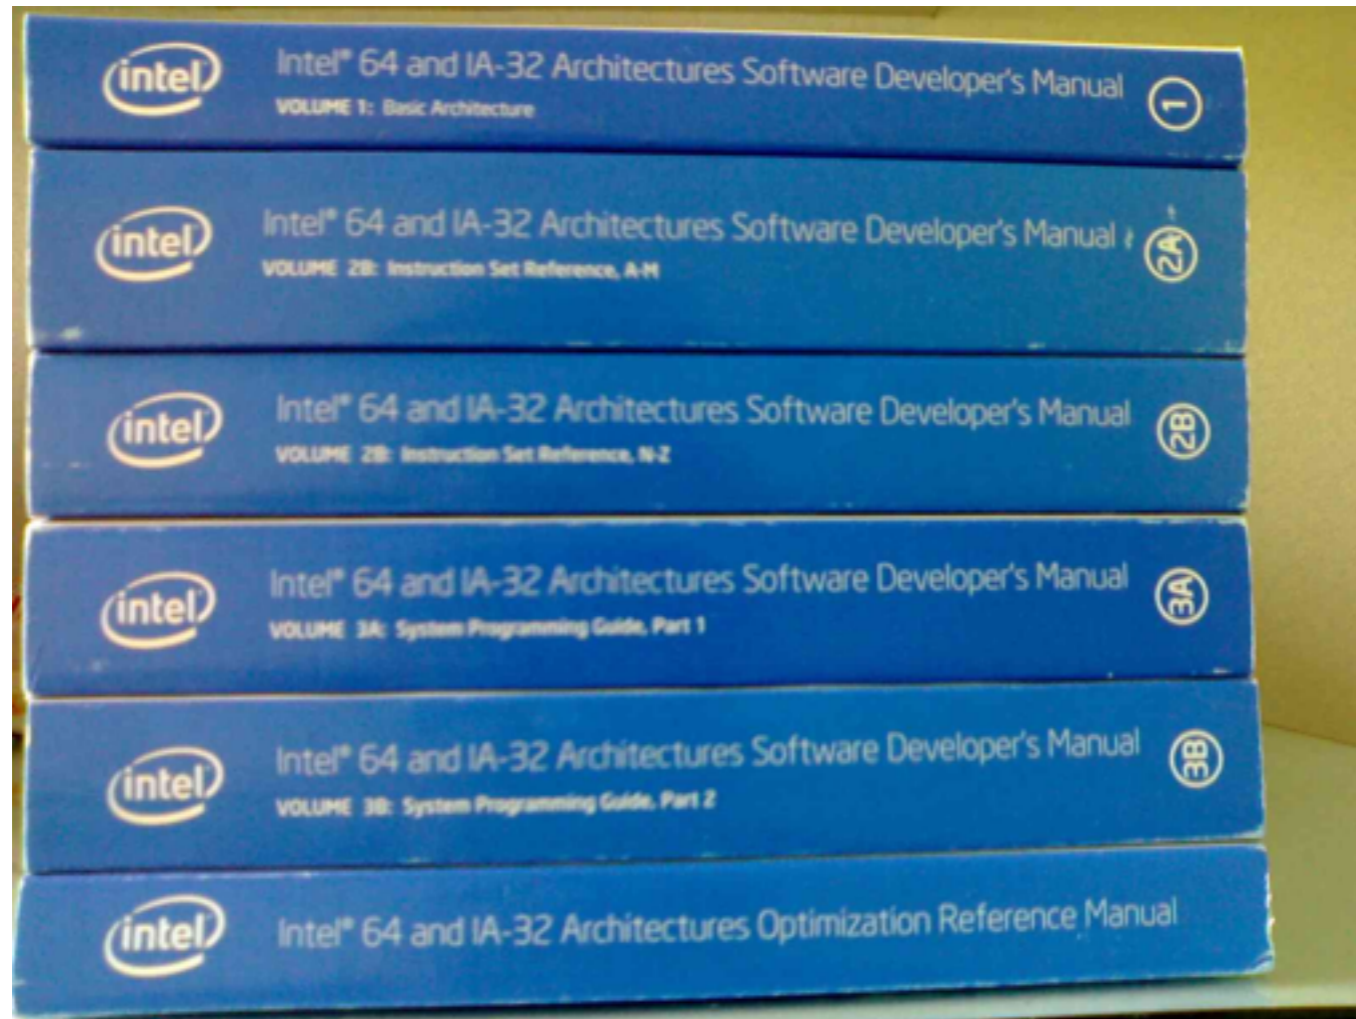 intel
Intel® 64 and IA-32 Architectures Software Developer's Manual
VOLUME 1: Basic Architecture
1
intel
Intel® 64 and IA-32 Architectures Software Developer's Manual
VOLUME 2B: Instruction Set Reference, A-M
2A
intel
Intel® 64 and IA-32 Architectures Software Developer's Manual
VOLUME 2B: Instruction Set Reference, N-Z
2B
intel
Intel® 64 and IA-32 Architectures Software Developer's Manual
VOLUME 3A: System Programming Guide, Part 1
3A
intel
Intel® 64 and IA-32 Architectures Software Developer's Manual
VOLUME 3B: System Programming Guide, Part 2
3B
intel
Intel® 64 and IA-32 Architectures Optimization Reference Manual